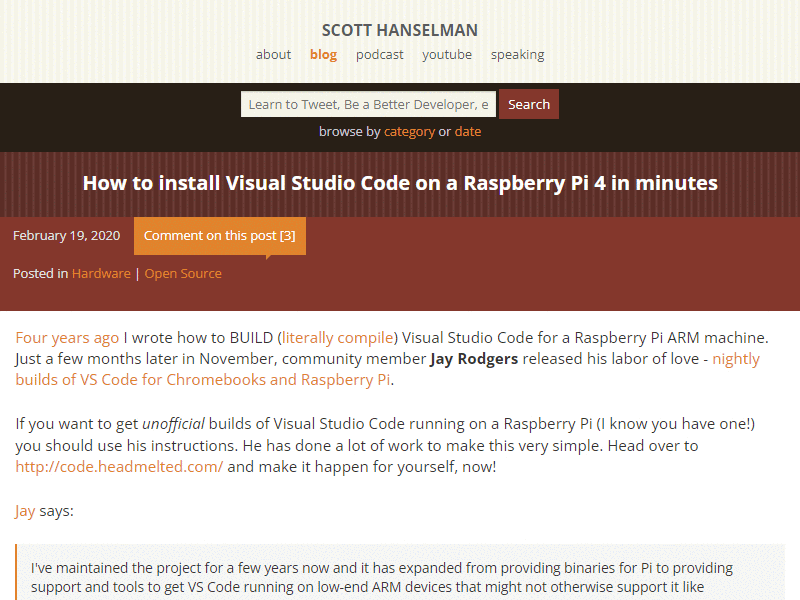 SCOTT HANSELMAN
about blog podcast youtube speaking
Learn to Tweet, Be a Better Developer, e Search
browse by category or date
How to install Visual Studio Code on a Raspberry Pi 4 in minutes
February 19, 2020 Comment on this post [3]
Posted in Hardware | Open Source
Four years ago I wrote how to BUILD (literally compile) Visual Studio Code for a Raspberry Pi ARM machine.
Just a few months later in November, community member Jay Rodgers released his labor of love - nightly
builds of VS Code for Chromebooks and Raspberry Pi.
If you want to get unofficial builds of Visual Studio Code running on a Raspberry Pi (I know you have one!)
you should use his instructions. He has done a lot of work to make this very simple. Head over to
http://code.headmelted.com/ and make it happen for yourself, now!
Jay says:
I've maintained the project for a few years now and it has expanded from providing binaries for Pi to providing
support and tools to get VS Code running on low-end ARM devices that might not otherwise support it like